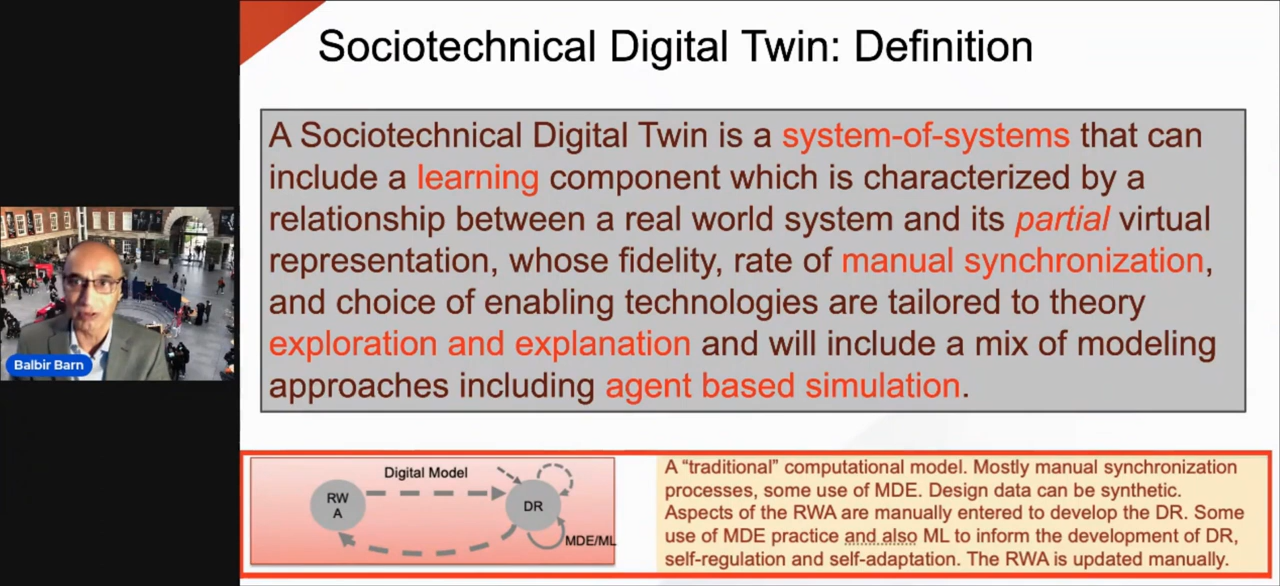 Sociotechnical Digital Twin: Definition
A Sociotechnical Digital Twin is a system-of-systems that can
include a learning component which is characterized by a
relationship between a real world system and its partial virtual
representation, whose fidelity, rate of manual synchronization,
and choice of enabling technologies are tailored to theory
exploration and explanation and will include a mix of modeling
approaches including agent based simulation.
Balbir Barn
Digital Model
RW
A
DR
MDE/ML
A “traditional” computational model. Mostly manual synchronization
processes, some use of MDE. Design data can be synthetic.
Aspects of the RWA are manually entered to develop the DR. Some
use of MDE practice and also ML to inform the development of DR,
self-regulation and self-adaptation. The RWA is updated manually.